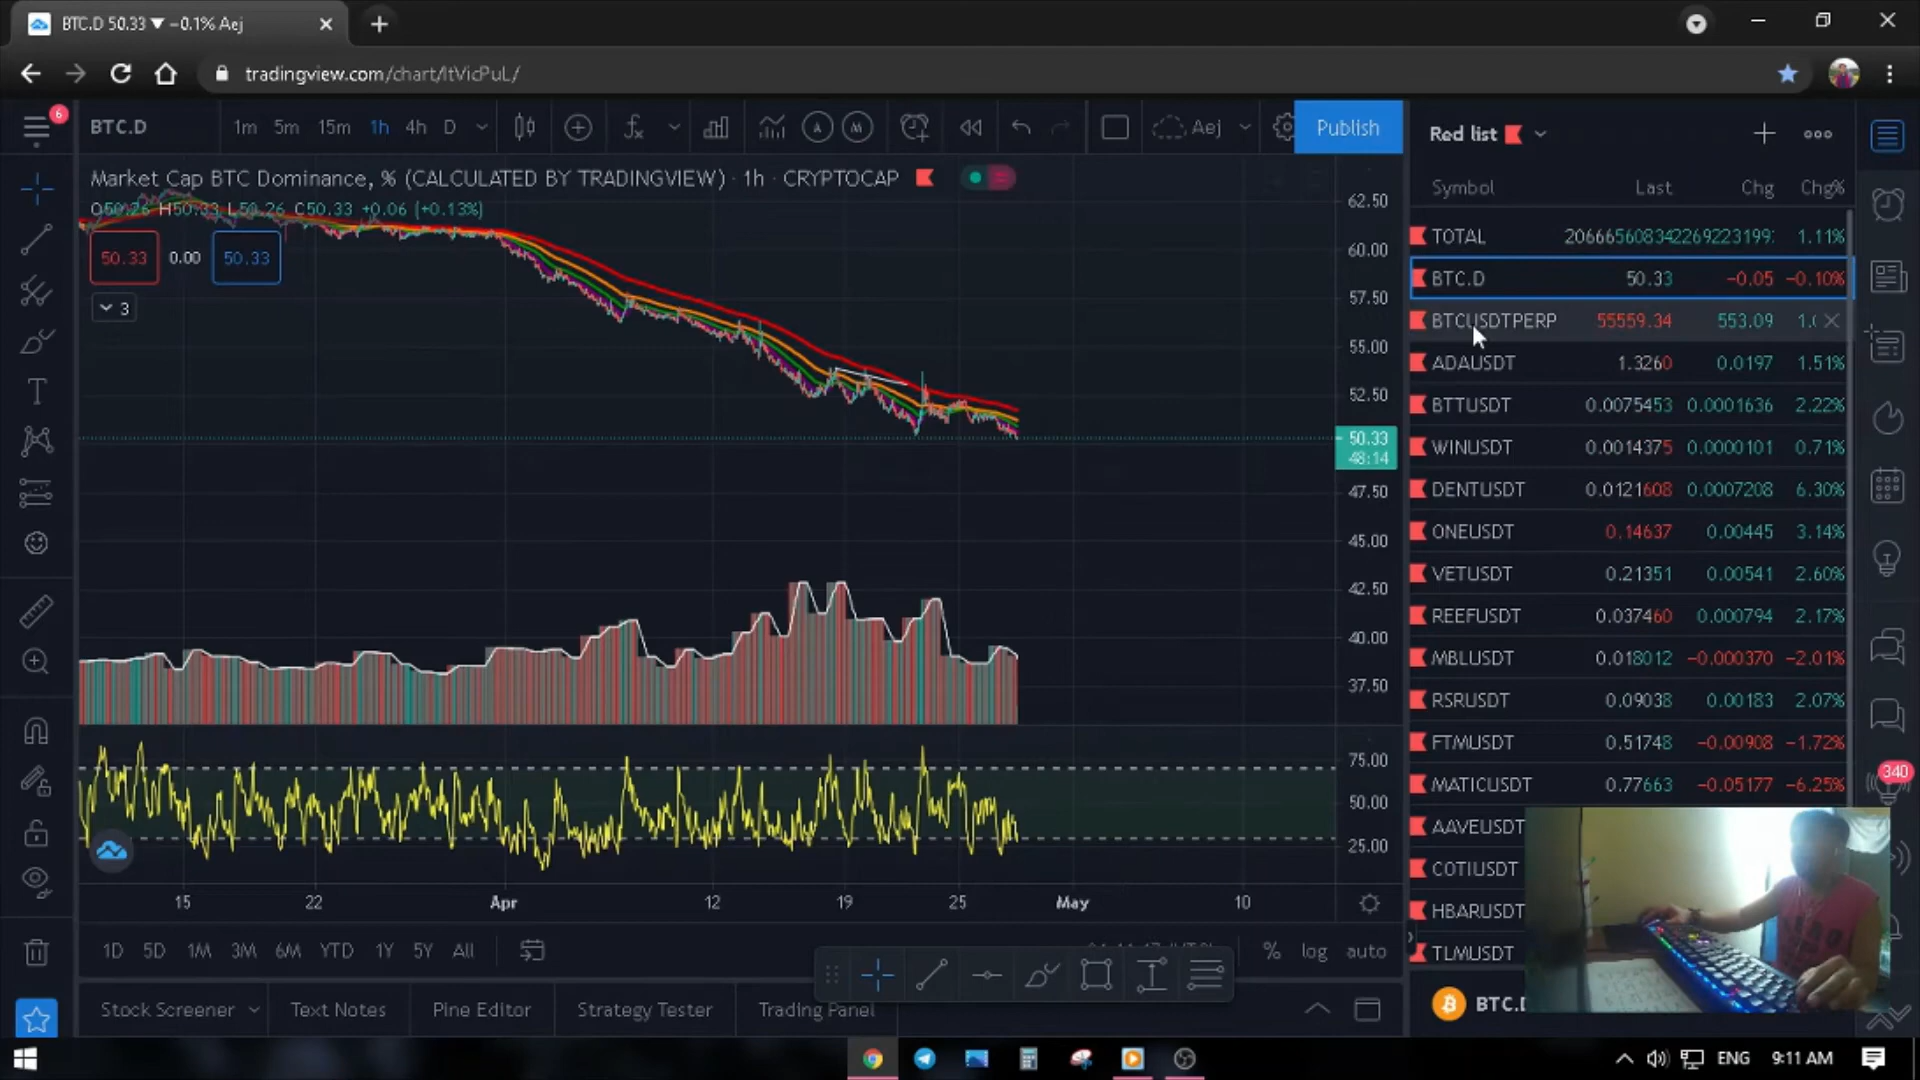 BTC.D 50.33 ▼ −0.1% Aej
tradingview.com/chart/ItVicPuL/
6
BTC.D 1m 5m 15m 1h 4h D A M Aej Publish
Market Cap BTC Dominance, % (CALCULATED BY TRADINGVIEW) · 1h · CRYPTOCAP
O50.26 H50.33 L50.26 C50.33 +0.06 (+0.13%)
50.33 0.00 50.33
3
62.50
60.00
57.50
55.00
52.50
50.33
48:14
47.50
45.00
42.50
40.00
37.50
75.00
50.00
25.00
15 22 Apr 12 19 25 May 10
1D 5D 1M 3M 6M YTD 1Y 5Y All
% log auto
Stock Screener Text Notes Pine Editor Strategy Tester Trading Panel
Red list
Symbol Last Chg Chg%
TOTAL 2066656083422692231993 1.11%
BTC.D 50.33 −0.05 −0.10%
BTCUSDTPERP 55559.34 553.09
ADAUSDT 1.3260 0.0197 1.51%
BTTUSDT 0.0075453 0.0001636 2.22%
WINUSDT 0.0014375 0.0000101 0.71%
DENTUSDT 0.0121608 0.0007208 6.30%
ONEUSDT 0.14637 0.00445 3.14%
VETUSDT 0.21351 0.00541 2.60%
REEFUSDT 0.037460 0.000794 2.17%
MBLUSDT 0.018012 −0.000370 −2.01%
RSRUSDT 0.09038 0.00183 2.07%
FTMUSDT 0.51748 −0.00908 −1.72%
MATICUSDT 0.77663 −0.05177 −6.25%
AAVEUSDT
COTIUSDT
HBARUSDT
TLMUSDT
BTC.D
340
ENG 9:11 AM